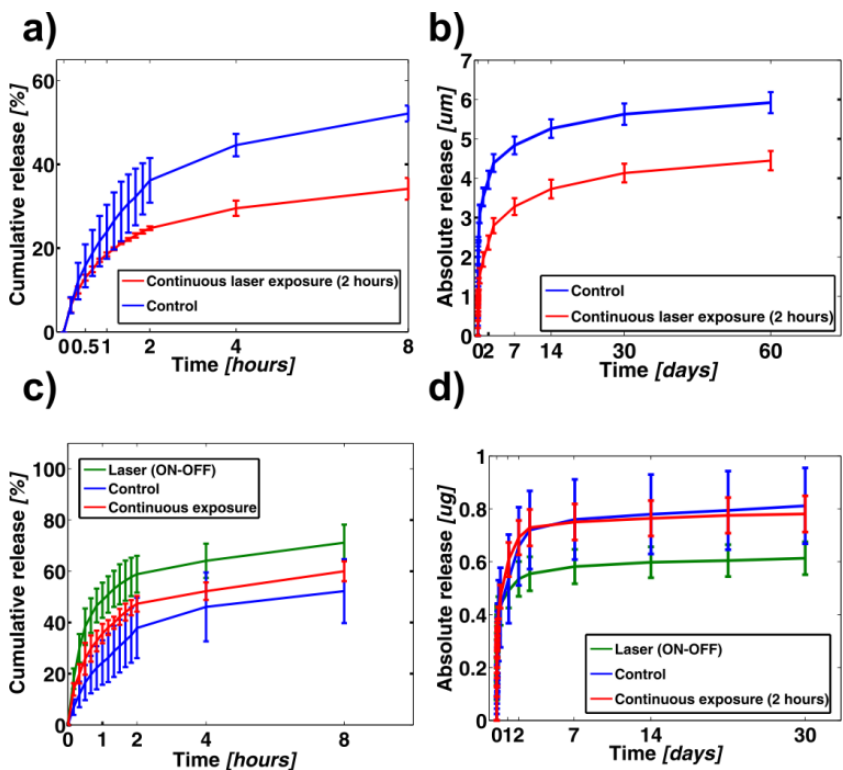 a)
Cumulative release [%]
60
40
20
0
Continuous laser exposure (2 hours)
Control
0 0.5 1 2 4 8
Time [hours]
b)
Absolute release [um]
7
6
5
4
3
2
1
0
Control
Continuous laser exposure (2 hours)
0 2 7 14 30 60
Time [days]
c)
Cumulative release [%]
100
80
60
40
20
0
Laser (ON-OFF)
Control
Continuous exposure
0 1 2 4 8
Time [hours]
d)
Absolute release [ug]
1
0.8
0.6
0.4
0.2
0
Laser (ON-OFF)
Control
Continuous exposure (2 hours)
0 1 2 7 14 30
Time [days]